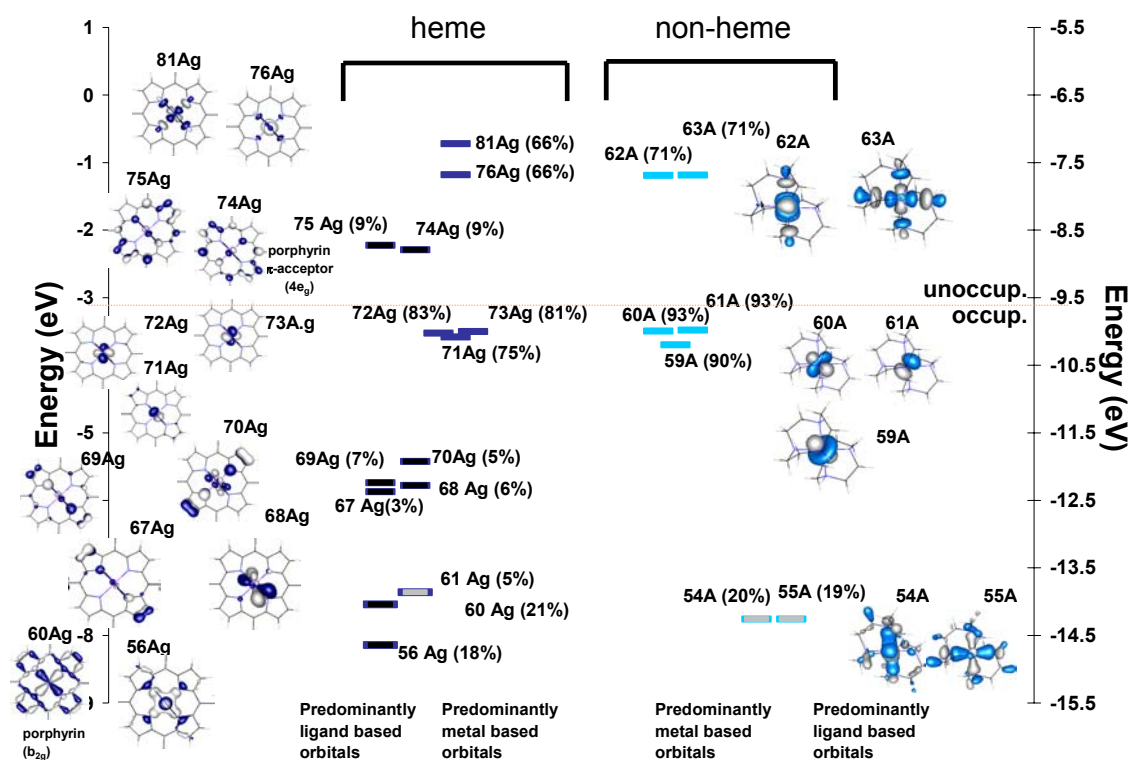 heme
non-heme
1
0
-1
-2
-3
-5
-8
Energy (eV)
-5.5
-6.5
-7.5
-8.5
-9.5
-10.5
-11.5
-12.5
-13.5
-14.5
-15.5
Energy (eV)
81Ag
76Ag
75Ag
74Ag
porphyrin
π-acceptor
(4eg)
72Ag
73A.g
71Ag
70Ag
69Ag
67Ag
68Ag
60Ag
56Ag
porphyrin
(b2g)
81Ag (66%)
76Ag (66%)
75 Ag (9%)
74Ag (9%)
72Ag (83%)
73Ag (81%)
71Ag (75%)
69Ag (7%)
70Ag (5%)
68 Ag (6%)
67 Ag(3%)
61 Ag (5%)
60 Ag (21%)
56 Ag (18%)
63A (71%)
62A (71%)
62A
63A
unoccup.
occup.
61A (93%)
60A (93%)
59A (90%)
60A
61A
59A
54A (20%)
55A (19%)
54A
55A
Predominantly
ligand based
orbitals
Predominantly
metal based
orbitals
Predominantly
metal based
orbitals
Predominantly
ligand based
orbitals